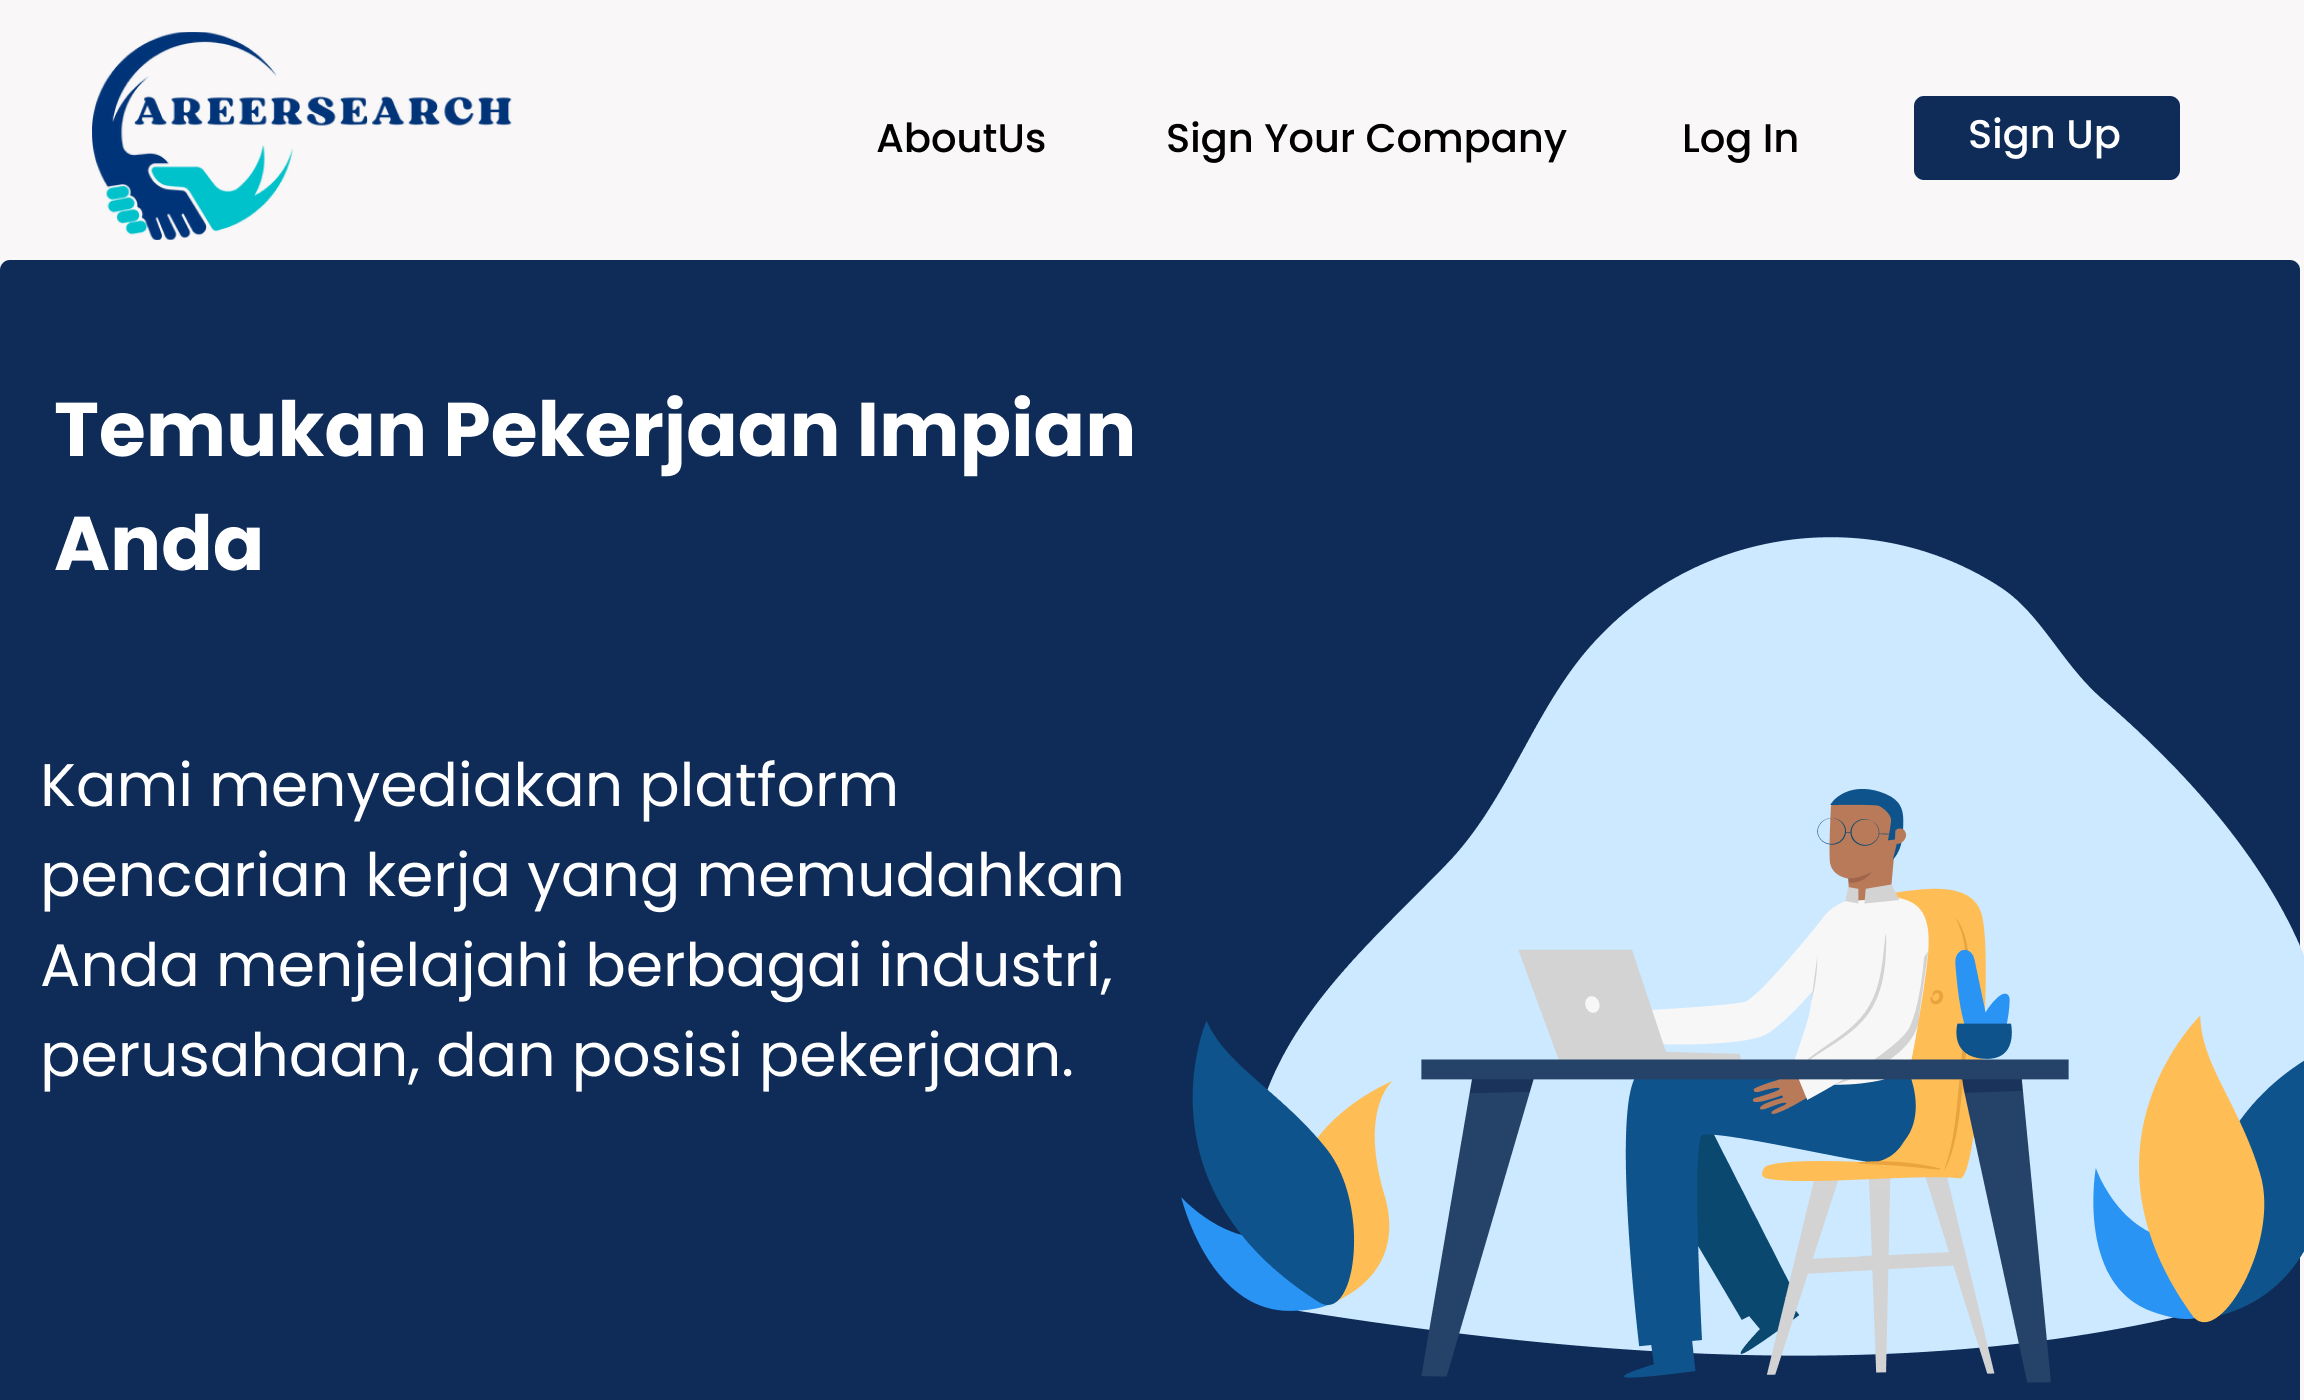 CAREERSEARCH
AboutUs
Sign Your Company
Log In
Sign Up
Temukan Pekerjaan Impian
Anda
Kami menyediakan platform
pencarian kerja yang memudahkan
Anda menjelajahi berbagai industri,
perusahaan, dan posisi pekerjaan.